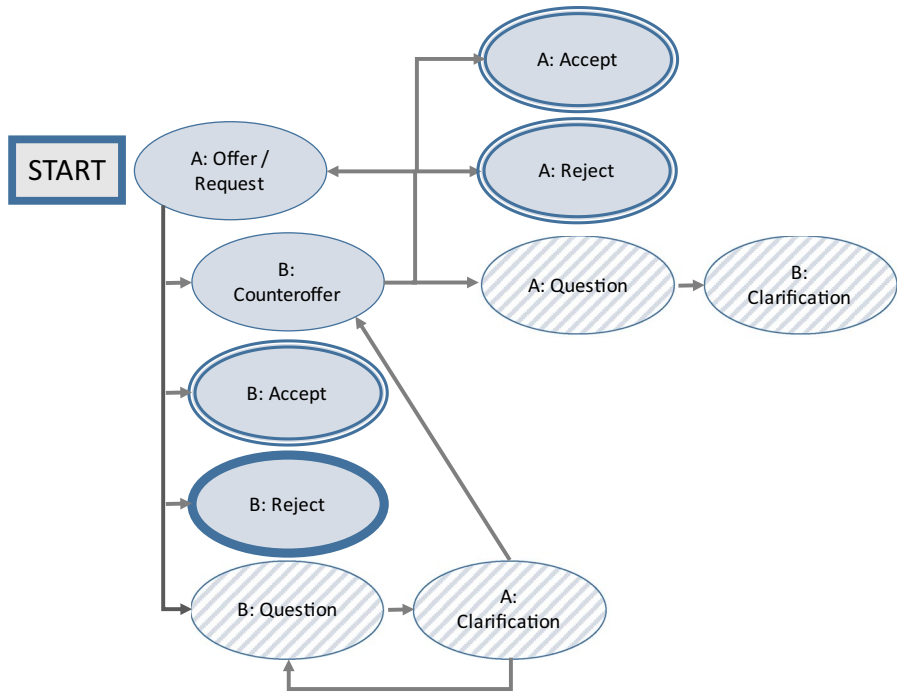 A: Accept
START
A: Offer /
Request
A: Reject
B:
Counteroffer
A: Question
B:
Clarification
B: Accept
B: Reject
B: Question
A:
Clarification